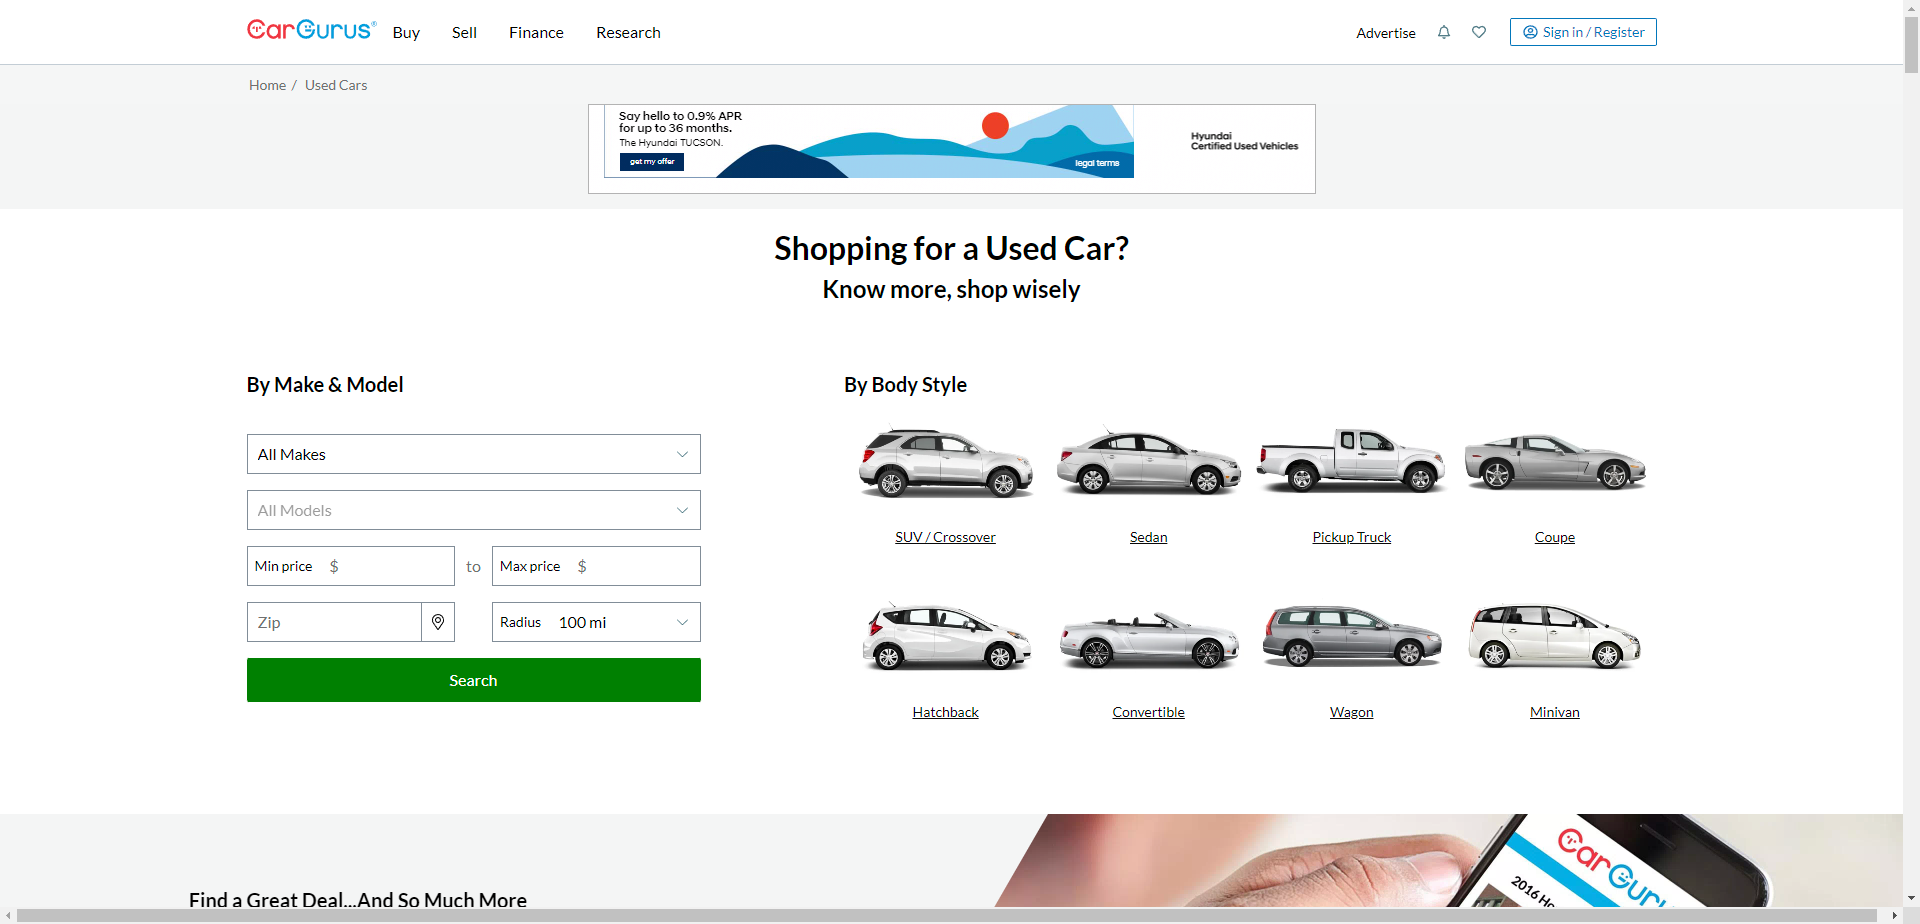 CarGurus®
Buy
Sell
Finance
Research
Advertise
Sign in / Register
Home / Used Cars
Say hello to 0.9% APR
for up to 36 months.
The Hyundai TUCSON.
get my offer
legal terms
Hyundai
Certified Used Vehicles
Shopping for a Used Car?
Know more, shop wisely
By Make & Model
All Makes
All Models
Min price $ to Max price $
Zip
Radius 100 mi
Search
By Body Style
SUV / Crossover
Sedan
Pickup Truck
Coupe
Hatchback
Convertible
Wagon
Minivan
Find a Great Deal...And So Much More
CarGuru
2016 Ho